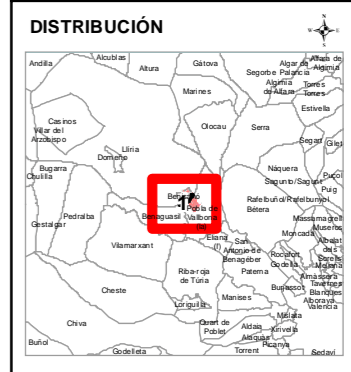 DISTRIBUCIÓN
N
S
Andilla
Alcublas
Altura
Gátova
Segorbe
Algar de Palancia
Alfara de Algimia
Algimia de Alfara
Torres Torres
Marines
Estivella
Casinos
Villar del Arzobispo
Olocau
Serra
Segart
Gilet
Llíria
Domeño
Bugarra
Chulilla
Náquera
Sagunto/Sagunt
Puçol
Puig
Rafelbuñol/Rafelbunyol
Gestalgar
Pedralba
Benaguasil
Pobla de Vallbona (la)
Bétera
Massamagrell
Museros
Moncada
Vilamarxant
Eliana (l')
San Antonio de Benagéber
Rocafort
Godella
Albalat dels Sorells
Meliana
Riba-roja de Túria
Paterna
Almàssera
Tavernes Blanques
Burjassot
Alboraya
Valencia
Cheste
Loriguilla
Manises
Mislata
Chiva
Quart de Poblet
Aldaia
Xirivella
Alaquàs
Picanya
Buñol
Godelleta
Torrent
Sedaví